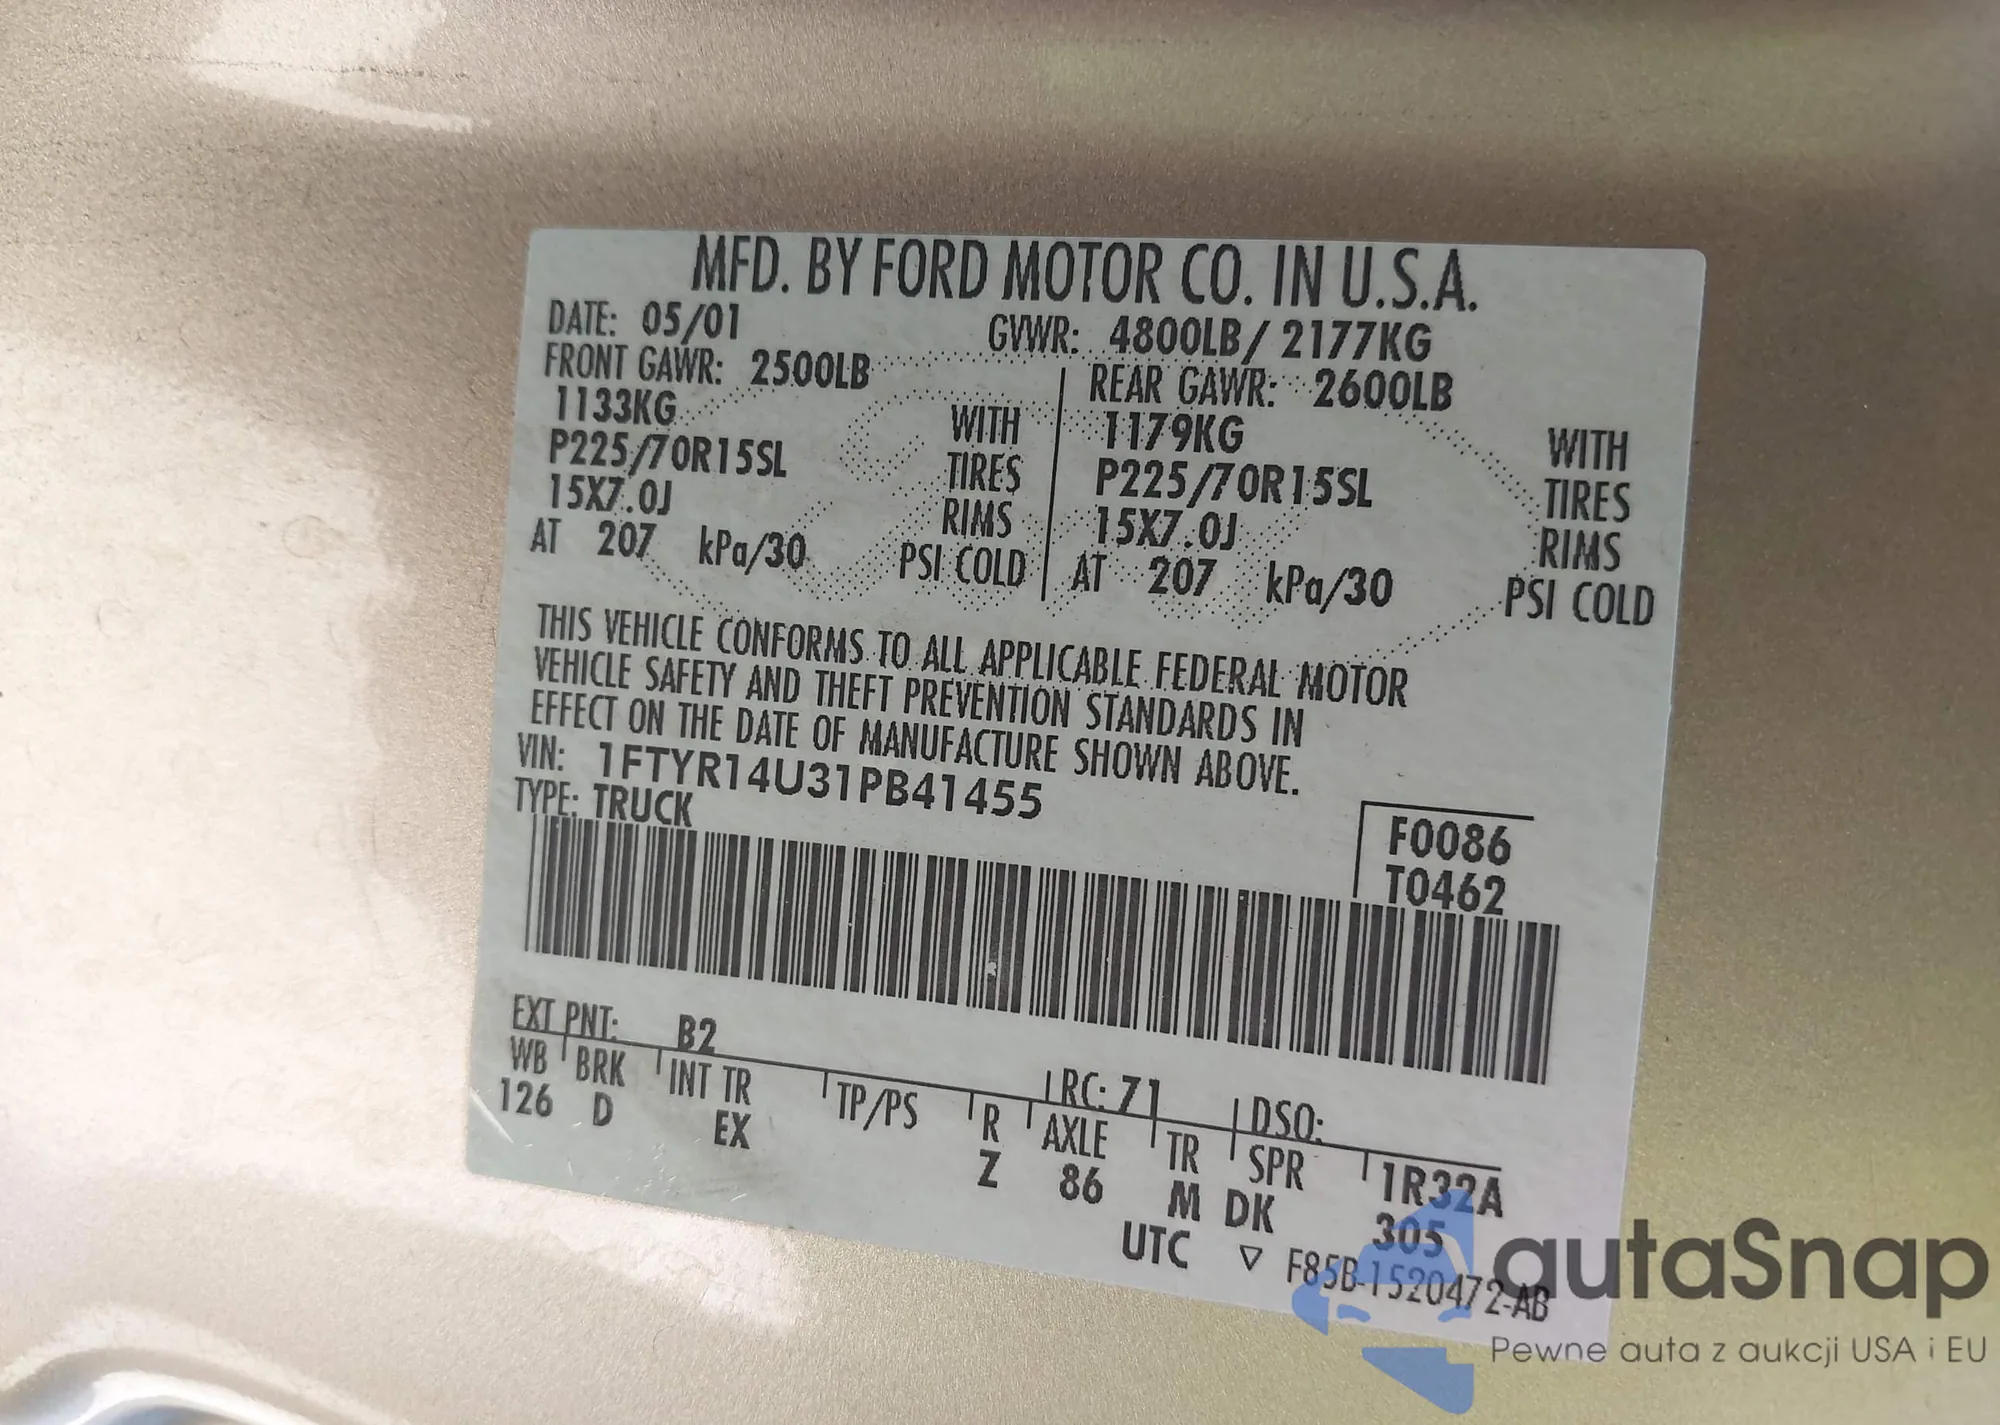 MFD. BY FORD MOTOR CO. IN U.S.A.
DATE: 05/01 GVWR: 4800LB/ 2177KG
FRONT GAWR: 2500LB REAR GAWR: 2600LB
1133KG WITH 1179KG WITH
P225/70R15SL TIRES P225/70R15SL TIRES
15X7.0J RIMS 15X7.0J RIMS
AT 207 kPa/30 PSI COLD AT 207 kPa/30 PSI COLD
THIS VEHICLE CONFORMS TO ALL APPLICABLE FEDERAL MOTOR
VEHICLE SAFETY AND THEFT PREVENTION STANDARDS IN
EFFECT ON THE DATE OF MANUFACTURE SHOWN ABOVE.
VIN: 1FTYR14U31PB41455
TYPE: TRUCK
F0086
T0462
EXT PNT: B2 RC: 71 DSO:
WB BRK INT TR TP/PS R AXLE TR SPR 1R32A
126 D EX Z 86 M DK 305
UTC ▽ F85B-1520472-AB
autaSnap
Pewne auta z aukcji USA i EU